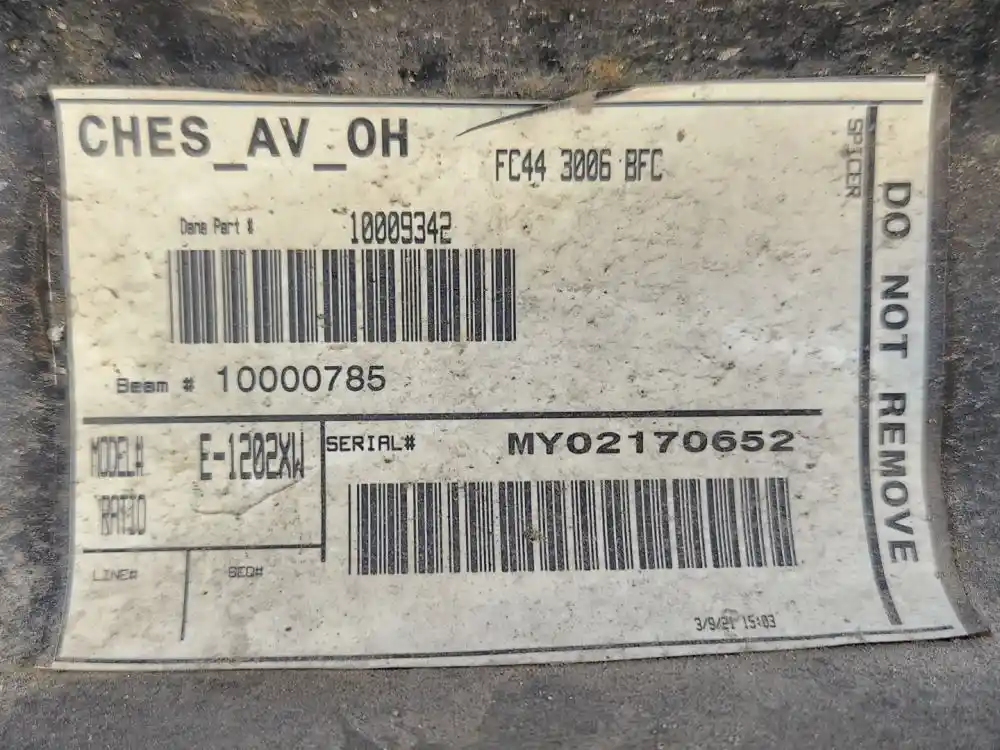 CHES_AV_OH
FC44 3006 BFC
SPICER
DO NOT REMOVE
Dana Part #
10009342
Beam # 10000785
MODEL# E-1202XW
RATIO
SERIAL# MY02170652
LINE#
SEQ#
3/9/21 15:03